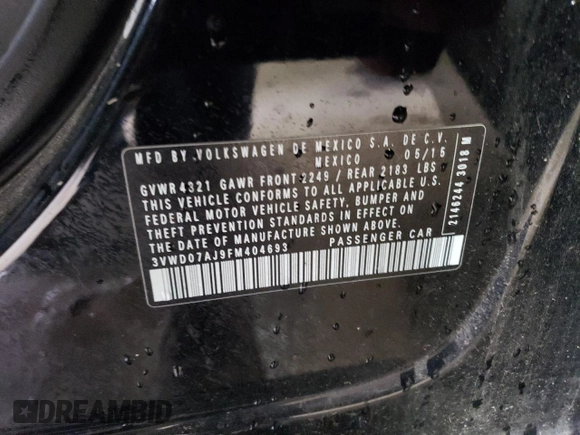 MFD BY VOLKSWAGEN DE MEXICO S.A. DE C.V.
MEXICO 05/15
GVWR 4321 GAWR FRONT 2249 / REAR 2183 LBS
THIS VEHICLE CONFORMS TO ALL APPLICABLE U.S.
FEDERAL MOTOR VEHICLE SAFETY, BUMPER AND
THEFT PREVENTION STANDARDS IN EFFECT ON
THE DATE OF MANUFACTURE SHOWN ABOVE.
3VWD07AJ9FM404693 PASSENGER CAR
2146244 3018 M
DREAMBID